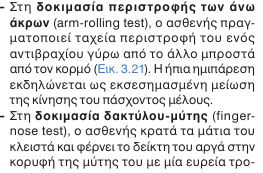 – Στη δοκιμασία περιστροφής των άνω
άκρων (arm-rolling test), ο ασθενής πραγ-
ματοποιεί ταχεία περιστροφή του ενός
αντιβραχίου γύρω από το άλλο μπροστά
από τον κορμό (Εικ. 3.21). Η ήπια ημιπάρεση
εκδηλώνεται ως εκσεσημασμένη μείωση
της κίνησης του πάσχοντος μέλους.
– Στη δοκιμασία δακτύλου-μύτης (finger-
nose test), ο ασθενής κρατά τα μάτια του
κλειστά και φέρνει το δείκτη του αργά στην
κορυφή της μύτης του με μία ευρεία τρο-